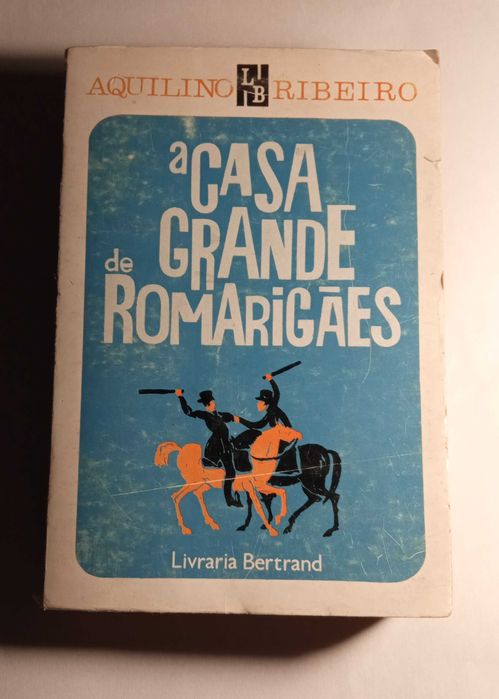 AQUILINO LB RIBEIRO
a CASA
GRANDE
de
ROMARiGÃES
Livraria Bertrand